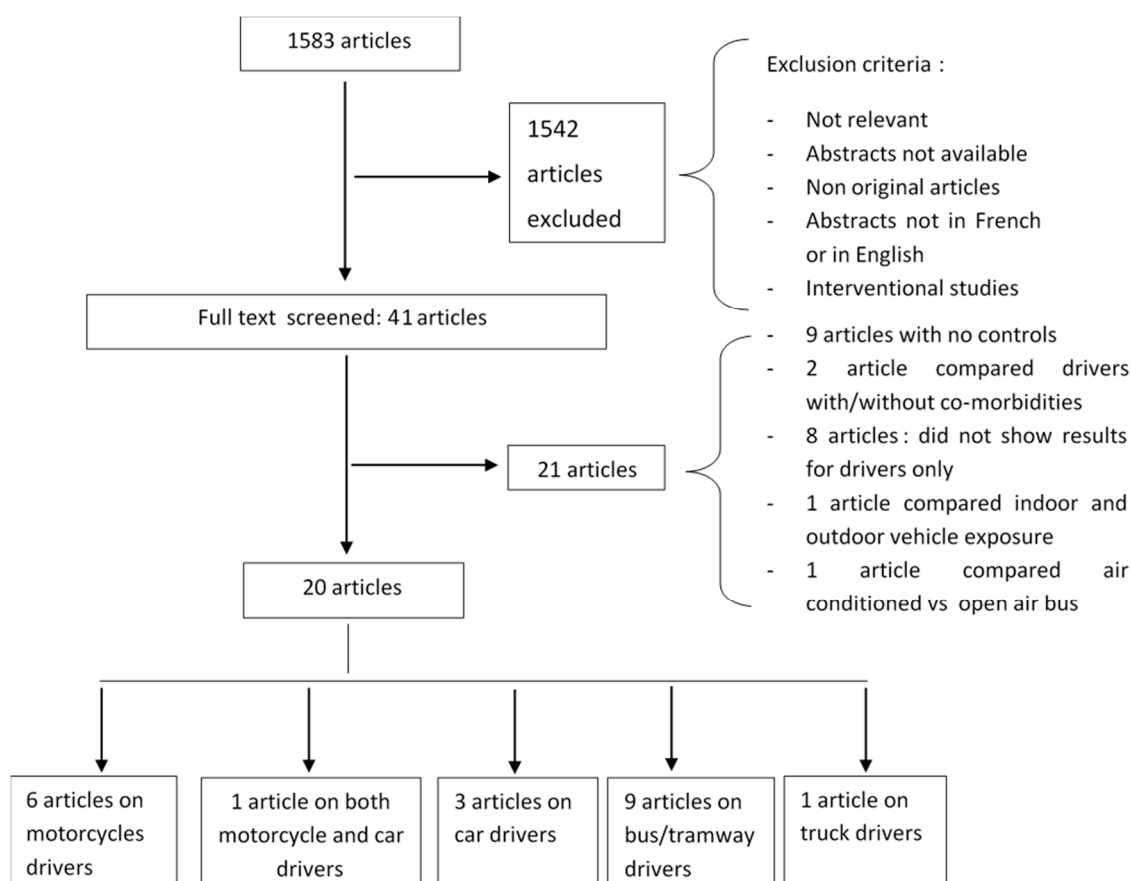 1583 articles
1542
articles
excluded
Exclusion criteria :
- Not relevant
- Abstracts not available
- Non original articles
- Abstracts not in French
or in English
- Interventional studies
Full text screened: 41 articles
21 articles
- 9 articles with no controls
- 2 article compared drivers
with/without co-morbidities
- 8 articles : did not show results
for drivers only
- 1 article compared indoor and
outdoor vehicle exposure
- 1 article compared air
conditioned vs open air bus
20 articles
6 articles on
motorcycles
drivers
1 article on both
motorcycle and car
drivers
3 articles on
car drivers
9 articles on
bus/tramway
drivers
1 article on
truck drivers